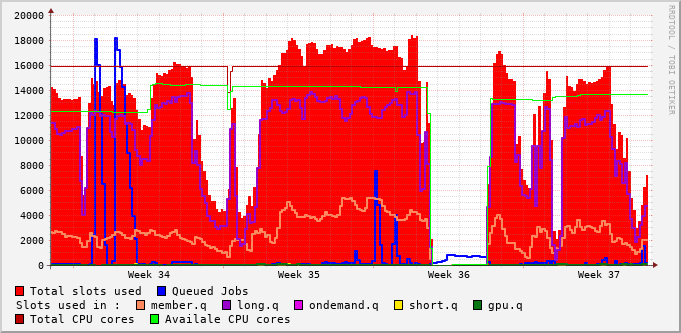 20000
18000
16000
14000
12000
10000
8000
6000
4000
2000
0
Week 34 Week 35 Week 36 Week 37
RRDTOOL / TOBI OETIKER
Total slots used Queued Jobs
Slots used in : member.q long.q ondemand.q short.q gpu.q
Total CPU cores Availale CPU cores